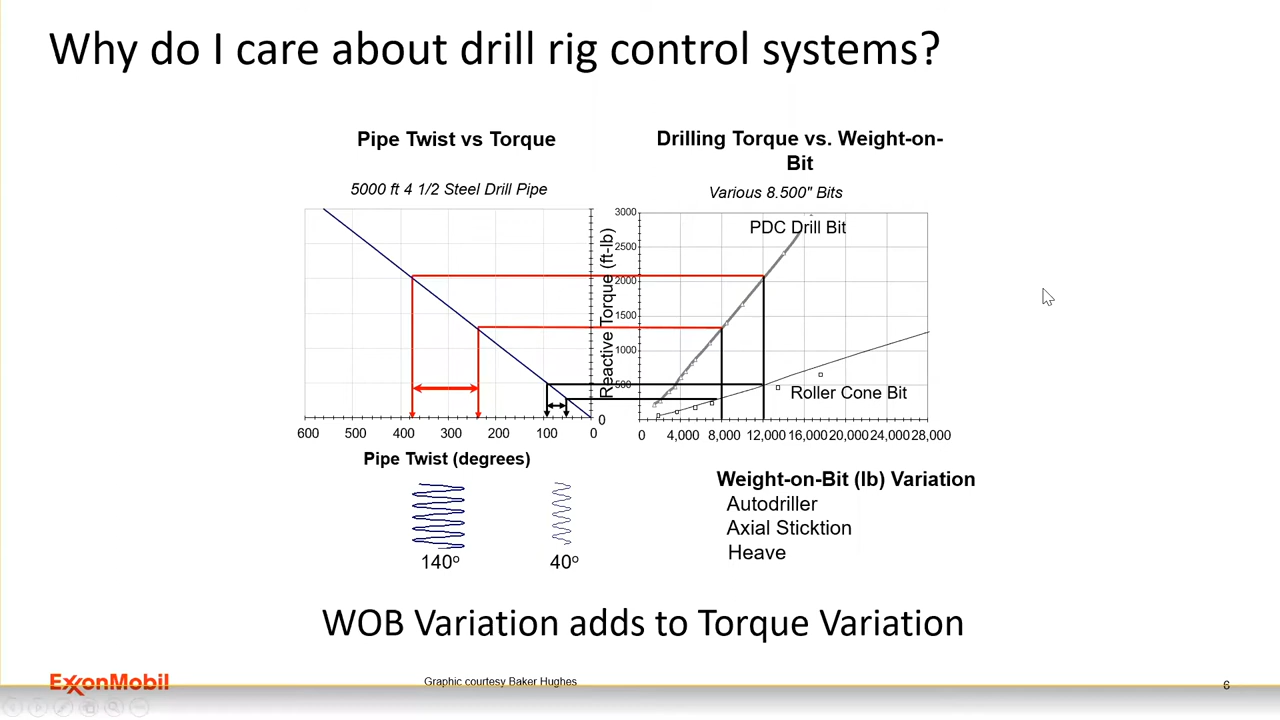 Why do I care about drill rig control systems?
Pipe Twist vs Torque
5000 ft 4 1/2 Steel Drill Pipe
600 500 400 300 200 100 0
Pipe Twist (degrees)
140o
40o
Drilling Torque vs. Weight-on-
Bit
Various 8.500" Bits
Reactive Torque (ft-lb)
3000
2500
2000
1500
1000
500
0
PDC Drill Bit
Roller Cone Bit
0 4,000 8,000 12,000 16,000 20,000 24,000 28,000
Weight-on-Bit (lb) Variation
Autodriller
Axial Sticktion
Heave
WOB Variation adds to Torque Variation
ExxonMobil
Graphic courtesy Baker Hughes
6